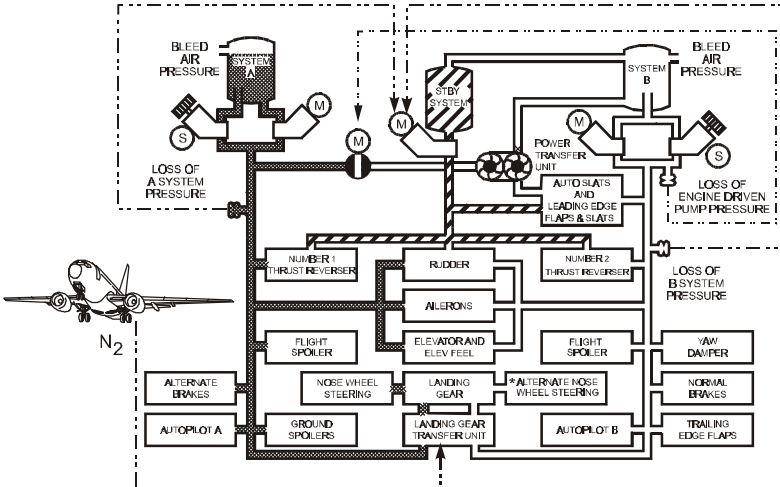 BLEED
AIR
PRESSURE
SYSTEM
A
M
S
LOSS OF
A SYSTEM
PRESSURE
M
M
STBY
SYSTEM
POWER
TRANSFER
UNIT
SYSTEM
B
BLEED
AIR
PRESSURE
M
S
LOSS OF
ENGINE DRIVEN
PUMP PRESSURE
AUTO SLATS
AND
LEADING EDGE
FLAPS & SLATS
LOSS OF
B SYSTEM
PRESSURE
NUMBER 1
THRUST REVERSER
RUDDER
NUMBER 2
THRUST REVERSER
AILERONS
N2
FLIGHT
SPOILER
ELEVATOR AND
ELEV FEEL
FLIGHT
SPOILER
YAW
DAMPER
ALTERNATE
BRAKES
NOSE WHEEL
STEERING
LANDING
GEAR
*ALTERNATE NOSE
WHEEL STEERING
NORMAL
BRAKES
AUTOPILOT A
GROUND
SPOILERS
LANDING GEAR
TRANSFER UNIT
AUTOPILOT B
TRAILING
EDGE FLAPS